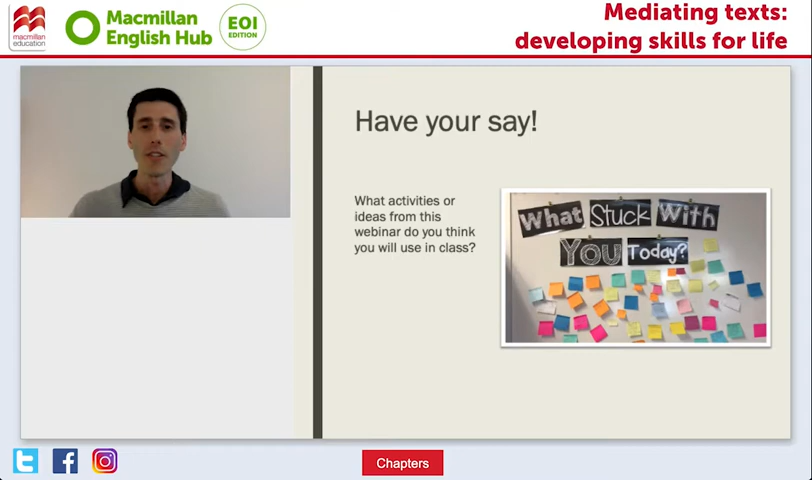 macmillan
education
Macmillan
English Hub
EOI
EDITION
Mediating texts:
developing skills for life
Have your say!
What activities or
ideas from this
webinar do you think
you will use in class?
What Stuck With
You Today?
Chapters